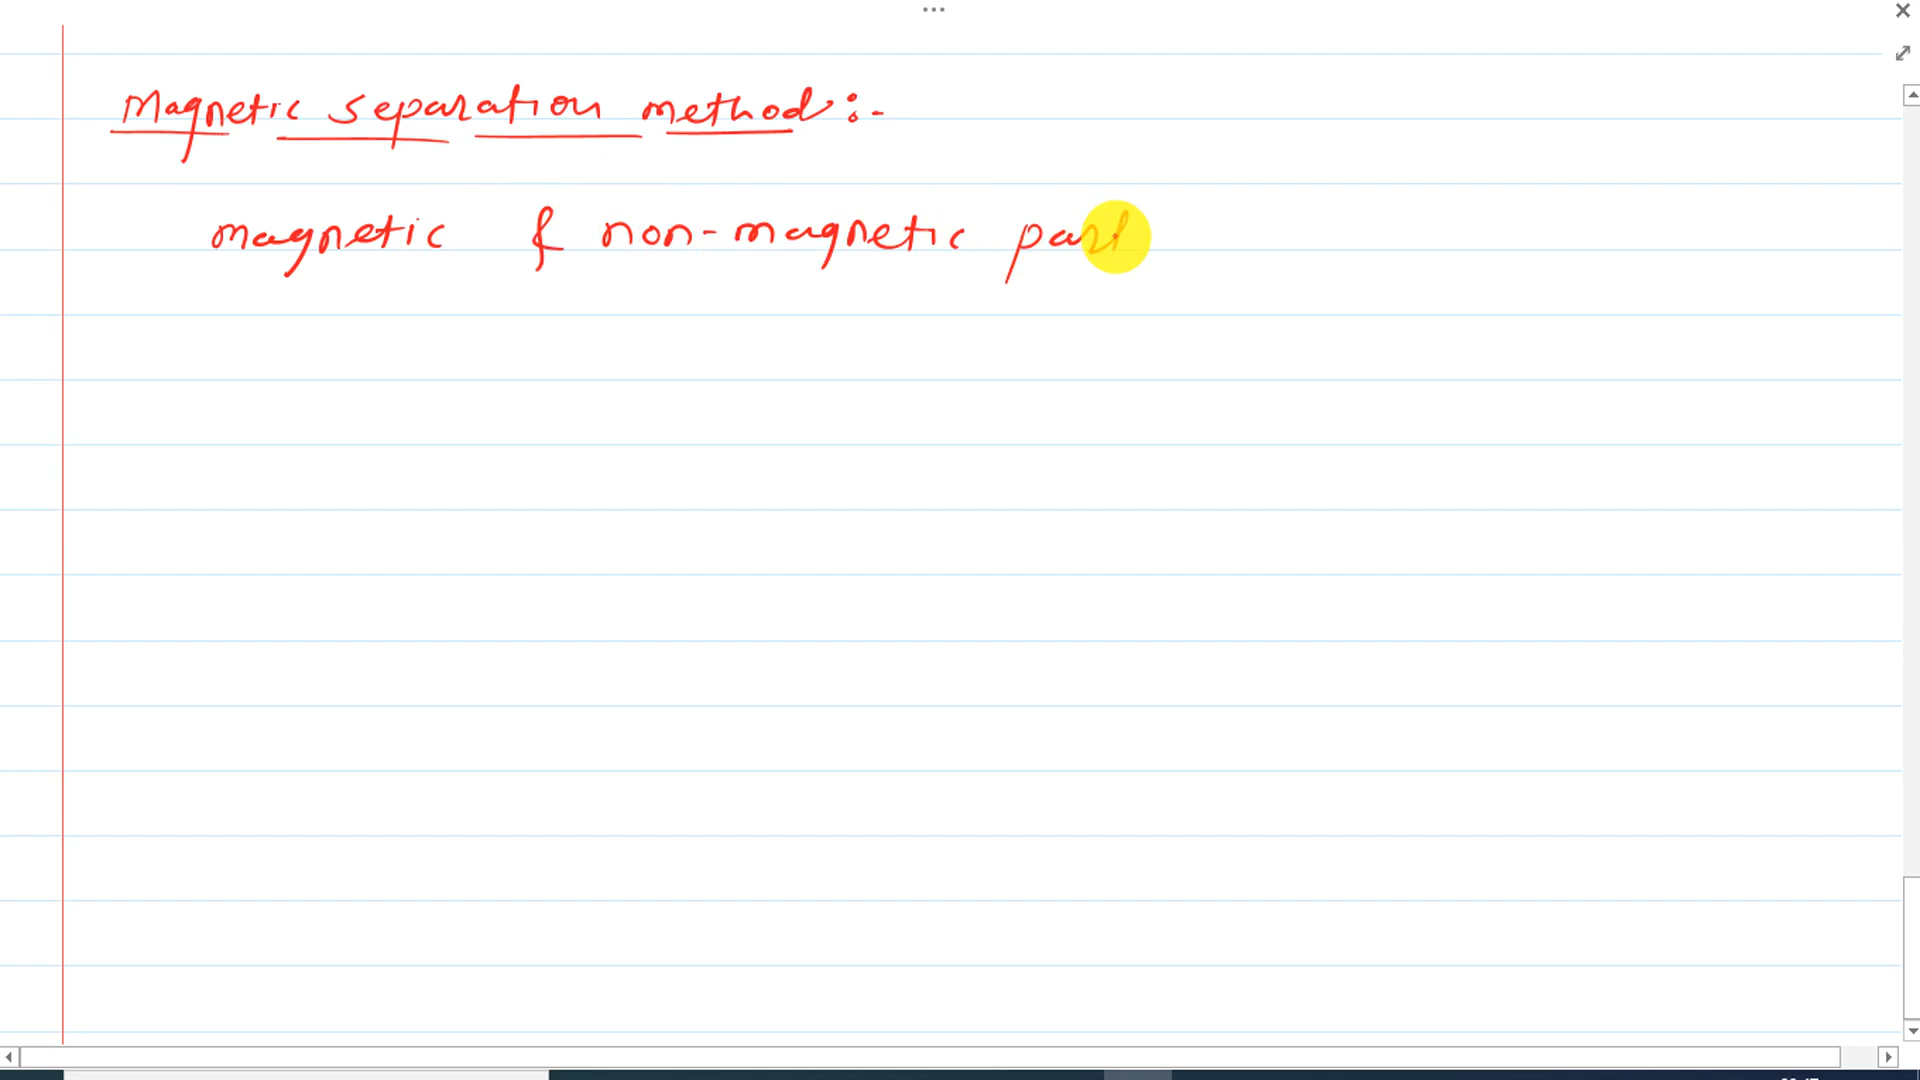 Magnetic separation method:-
magnetic & non-magnetic part